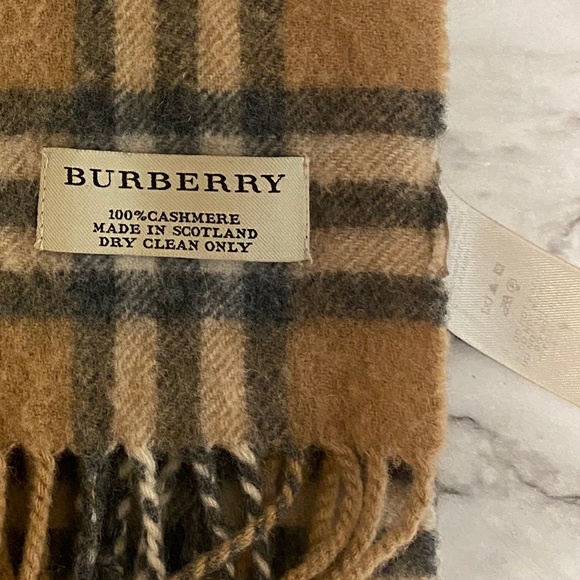 BURBERRY
100%CASHMERE
MADE IN SCOTLAND
DRY CLEAN ONLY